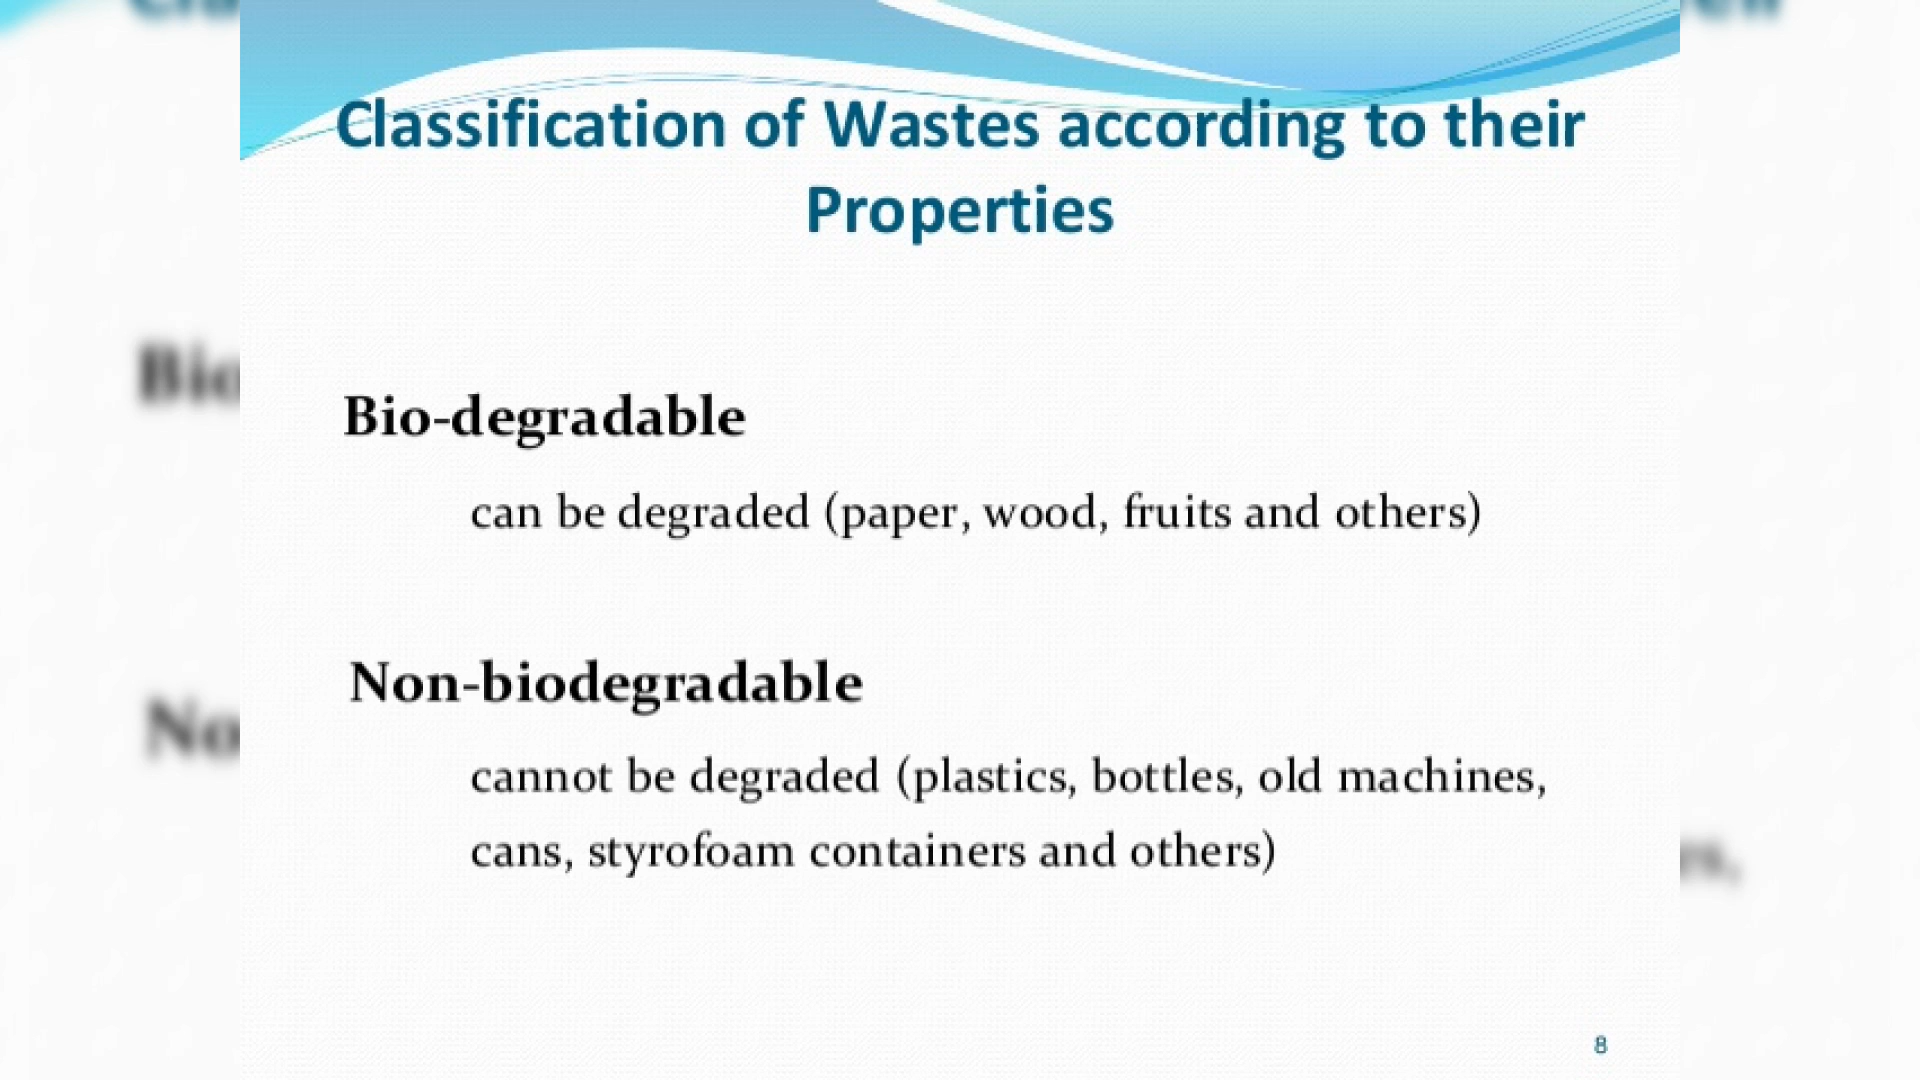 Classification of Wastes according to their
Properties
Bio-degradable
can be degraded (paper, wood, fruits and others)
Non-biodegradable
cannot be degraded (plastics, bottles, old machines,
cans, styrofoam containers and others)
8